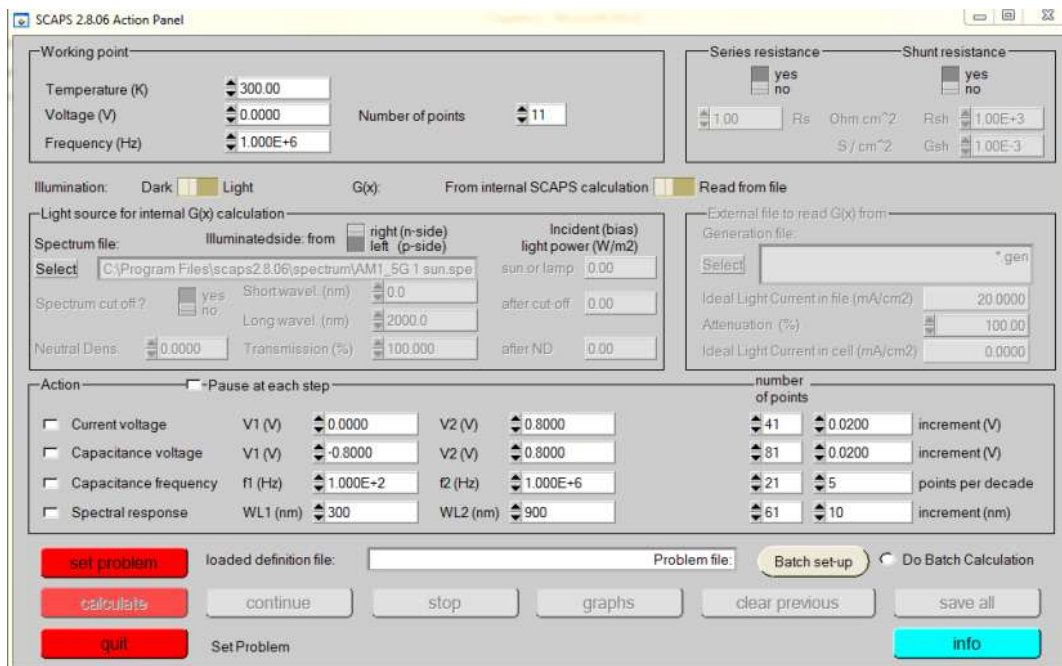 SCAPS 2.8.06 Action Panel
Working point
Temperature (K) 300.00
Voltage (V) 0.0000 Number of points 11
Frequency (Hz) 1.000E+6
Series resistance Shunt resistance
yes yes
no no
1.00 Rs Ohm.cm^2 Rsh 1.00E+3
S / cm^2 Gsh 1.00E-3
Illumination: Dark Light G(x): From internal SCAPS calculation Read from file
Light source for internal G(x) calculation
Spectrum file: Illuminatedside: from right (n-side) Incident (bias)
left (p-side) light power (W/m2)
Select C:\Program Files\scaps2.8.06\spectrum\AM1_5G 1 sun.spe sun or lamp 0.00
Spectrum cut off ? yes Short wavel. (nm) 0.0
no after cut-off 0.00
Long wavel. (nm) 2000.0
Neutral Dens. 0.0000 Transmission (%) 100.000 after ND 0.00
External file to read G(x) from
Generation file:
Select *.gen
Ideal Light Current in file (mA/cm2) 20.0000
Attenuation (%) 100.00
Ideal Light Current in cell (mA/cm2) 0.0000
Action Pause at each step number
of points
Current voltage V1 (V) 0.0000 V2 (V) 0.8000 41 0.0200 increment (V)
Capacitance voltage V1 (V) -0.8000 V2 (V) 0.8000 81 0.0200 increment (V)
Capacitance frequency f1 (Hz) 1.000E+2 f2 (Hz) 1.000E+6 21 5 points per decade
Spectral response WL1 (nm) 300 WL2 (nm) 900 61 10 increment (nm)
set problem loaded definition file: Problem file: Batch set-up Do Batch Calculation
calculate continue stop graphs clear previous save all
quit Set Problem info